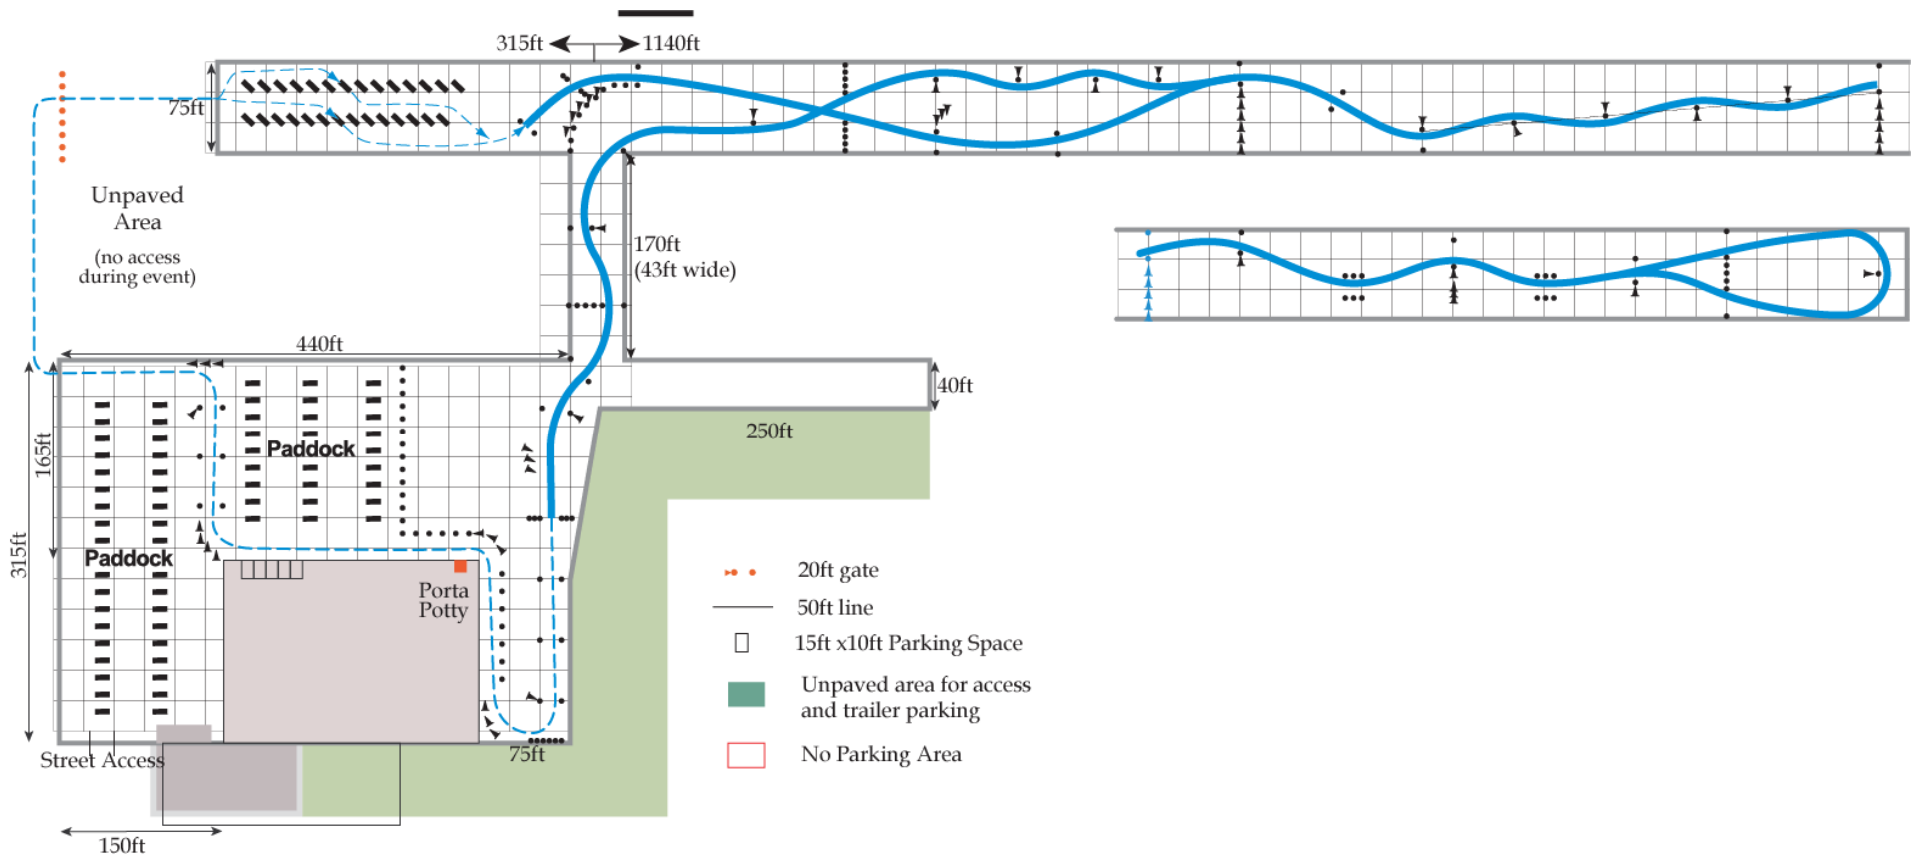 315ft
1140ft
75ft
Unpaved
Area
(no access
during event)
170ft
(43ft wide)
440ft
40ft
250ft
165ft
Paddock
315ft
Paddock
Porta
Potty
20ft gate
50ft line
15ft x10ft Parking Space
Unpaved area for access
and trailer parking
No Parking Area
75ft
Street Access
150ft